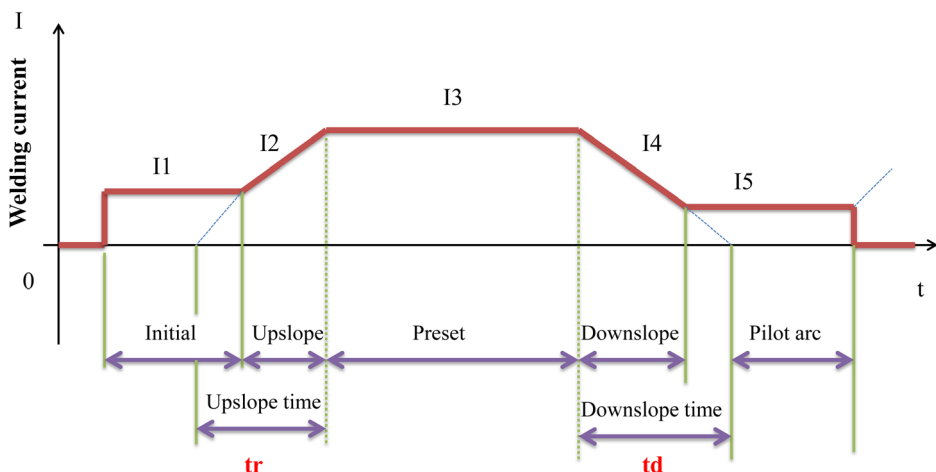 I
Welding current
I1
I2
I3
I4
I5
0
t
Initial
Upslope
Preset
Downslope
Pilot arc
Upslope time
Downslope time
tr
td